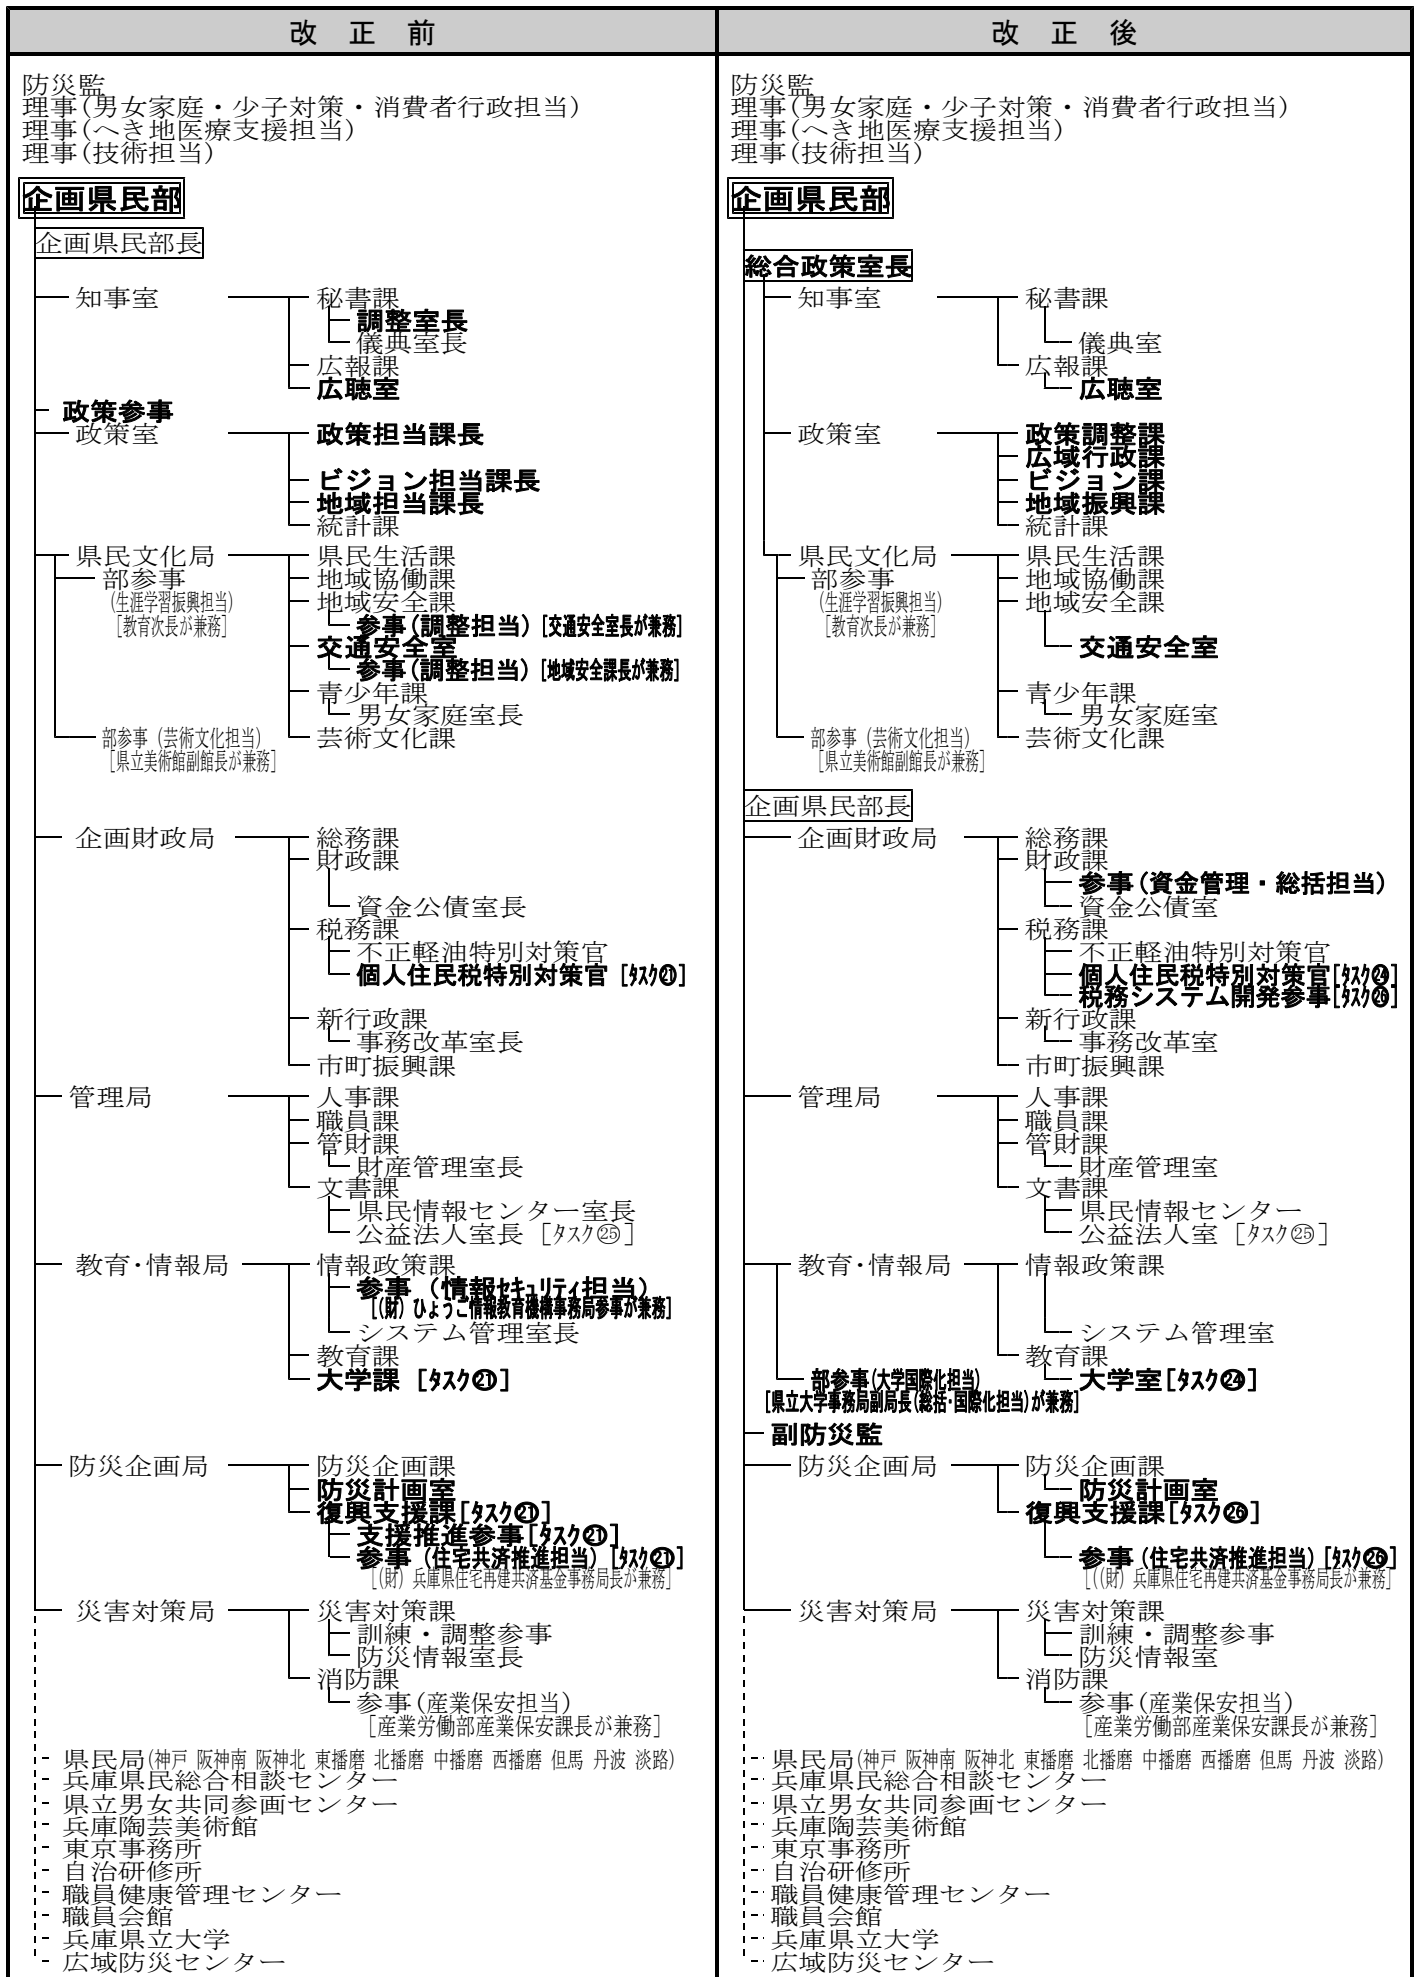 改　正　前
防災監
理事(男女家庭・少子対策・消費者行政担当)
理事(へき地医療支援担当)
理事(技術担当)
企画県民部
企画県民部長
知事室
秘書課
調整室長
儀典室長
広報課
広聴室
政策参事
政策室
政策担当課長
ビジョン担当課長
地域担当課長
統計課
県民文化局
県民生活課
部参事
地域協働課
(生涯学習振興担当)
地域安全課
[教育次長が兼務]
参事(調整担当)[交通安全室長が兼務]
交通安全室
参事(調整担当)[地域安全課長が兼務]
青少年課
男女家庭室長
部参事(芸術文化担当)
芸術文化課
[県立美術館副館長が兼務]
企画財政局
総務課
財政課
資金公債室長
税務課
不正軽油特別対策官
個人住民税特別対策官 [ﾀｽｸ㉑]
新行政課
事務改革室長
市町振興課
管理局
人事課
職員課
管財課
財産管理室長
文書課
県民情報センター室長
公益法人室長 [ﾀｽｸ㉕]
教育・情報局
情報政策課
参事(情報ｾｷｭﾘﾃｨ担当)
[(財)ひょうご情報教育機構事務局参事が兼務]
システム管理室長
教育課
大学課 [ﾀｽｸ㉑]
防災企画局
防災企画課
防災計画室
復興支援課[ﾀｽｸ㉑]
支援推進参事[ﾀｽｸ㉑]
参事(住宅共済推進担当)[ﾀｽｸ㉑]
[(財)兵庫県住宅再建共済基金事務局長が兼務]
災害対策局
災害対策課
訓練・調整参事
防災情報室長
消防課
参事(産業保安担当)
[産業労働部産業保安課長が兼務]
県民局(神戸 阪神南 阪神北 東播磨 北播磨 中播磨 西播磨 但馬 丹波 淡路)
兵庫県民総合相談センター
県立男女共同参画センター
兵庫陶芸美術館
東京事務所
自治研修所
職員健康管理センター
職員会館
兵庫県立大学
広域防災センター
改　正　後
防災監
理事(男女家庭・少子対策・消費者行政担当)
理事(へき地医療支援担当)
理事(技術担当)
企画県民部
総合政策室長
知事室
秘書課
儀典室
広報課
広聴室
政策室
政策調整課
広域行政課
ビジョン課
地域振興課
統計課
県民文化局
県民生活課
部参事
地域協働課
(生涯学習振興担当)
地域安全課
[教育次長が兼務]
交通安全室
青少年課
男女家庭室
部参事(芸術文化担当)
芸術文化課
[県立美術館副館長が兼務]
企画県民部長
企画財政局
総務課
財政課
参事(資金管理・総括担当)
資金公債室
税務課
不正軽油特別対策官
個人住民税特別対策官[ﾀｽｸ㉔]
税務システム開発参事[ﾀｽｸ㉖]
新行政課
事務改革室
市町振興課
管理局
人事課
職員課
管財課
財産管理室
文書課
県民情報センター
公益法人室 [ﾀｽｸ㉕]
教育・情報局
情報政策課
システム管理室
教育課
部参事(大学国際化担当)
大学室[ﾀｽｸ㉔]
[県立大学事務局副局長(総括・国際化担当)が兼務]
副防災監
防災企画局
防災企画課
防災計画室
復興支援課[ﾀｽｸ㉖]
参事(住宅共済推進担当)[ﾀｽｸ㉖]
[((財)兵庫県住宅再建共済基金事務局長が兼務]
災害対策局
災害対策課
訓練・調整参事
防災情報室
消防課
参事(産業保安担当)
[産業労働部産業保安課長が兼務]
県民局(神戸 阪神南 阪神北 東播磨 北播磨 中播磨 西播磨 但馬 丹波 淡路)
兵庫県民総合相談センター
県立男女共同参画センター
兵庫陶芸美術館
東京事務所
自治研修所
職員健康管理センター
職員会館
兵庫県立大学
広域防災センター